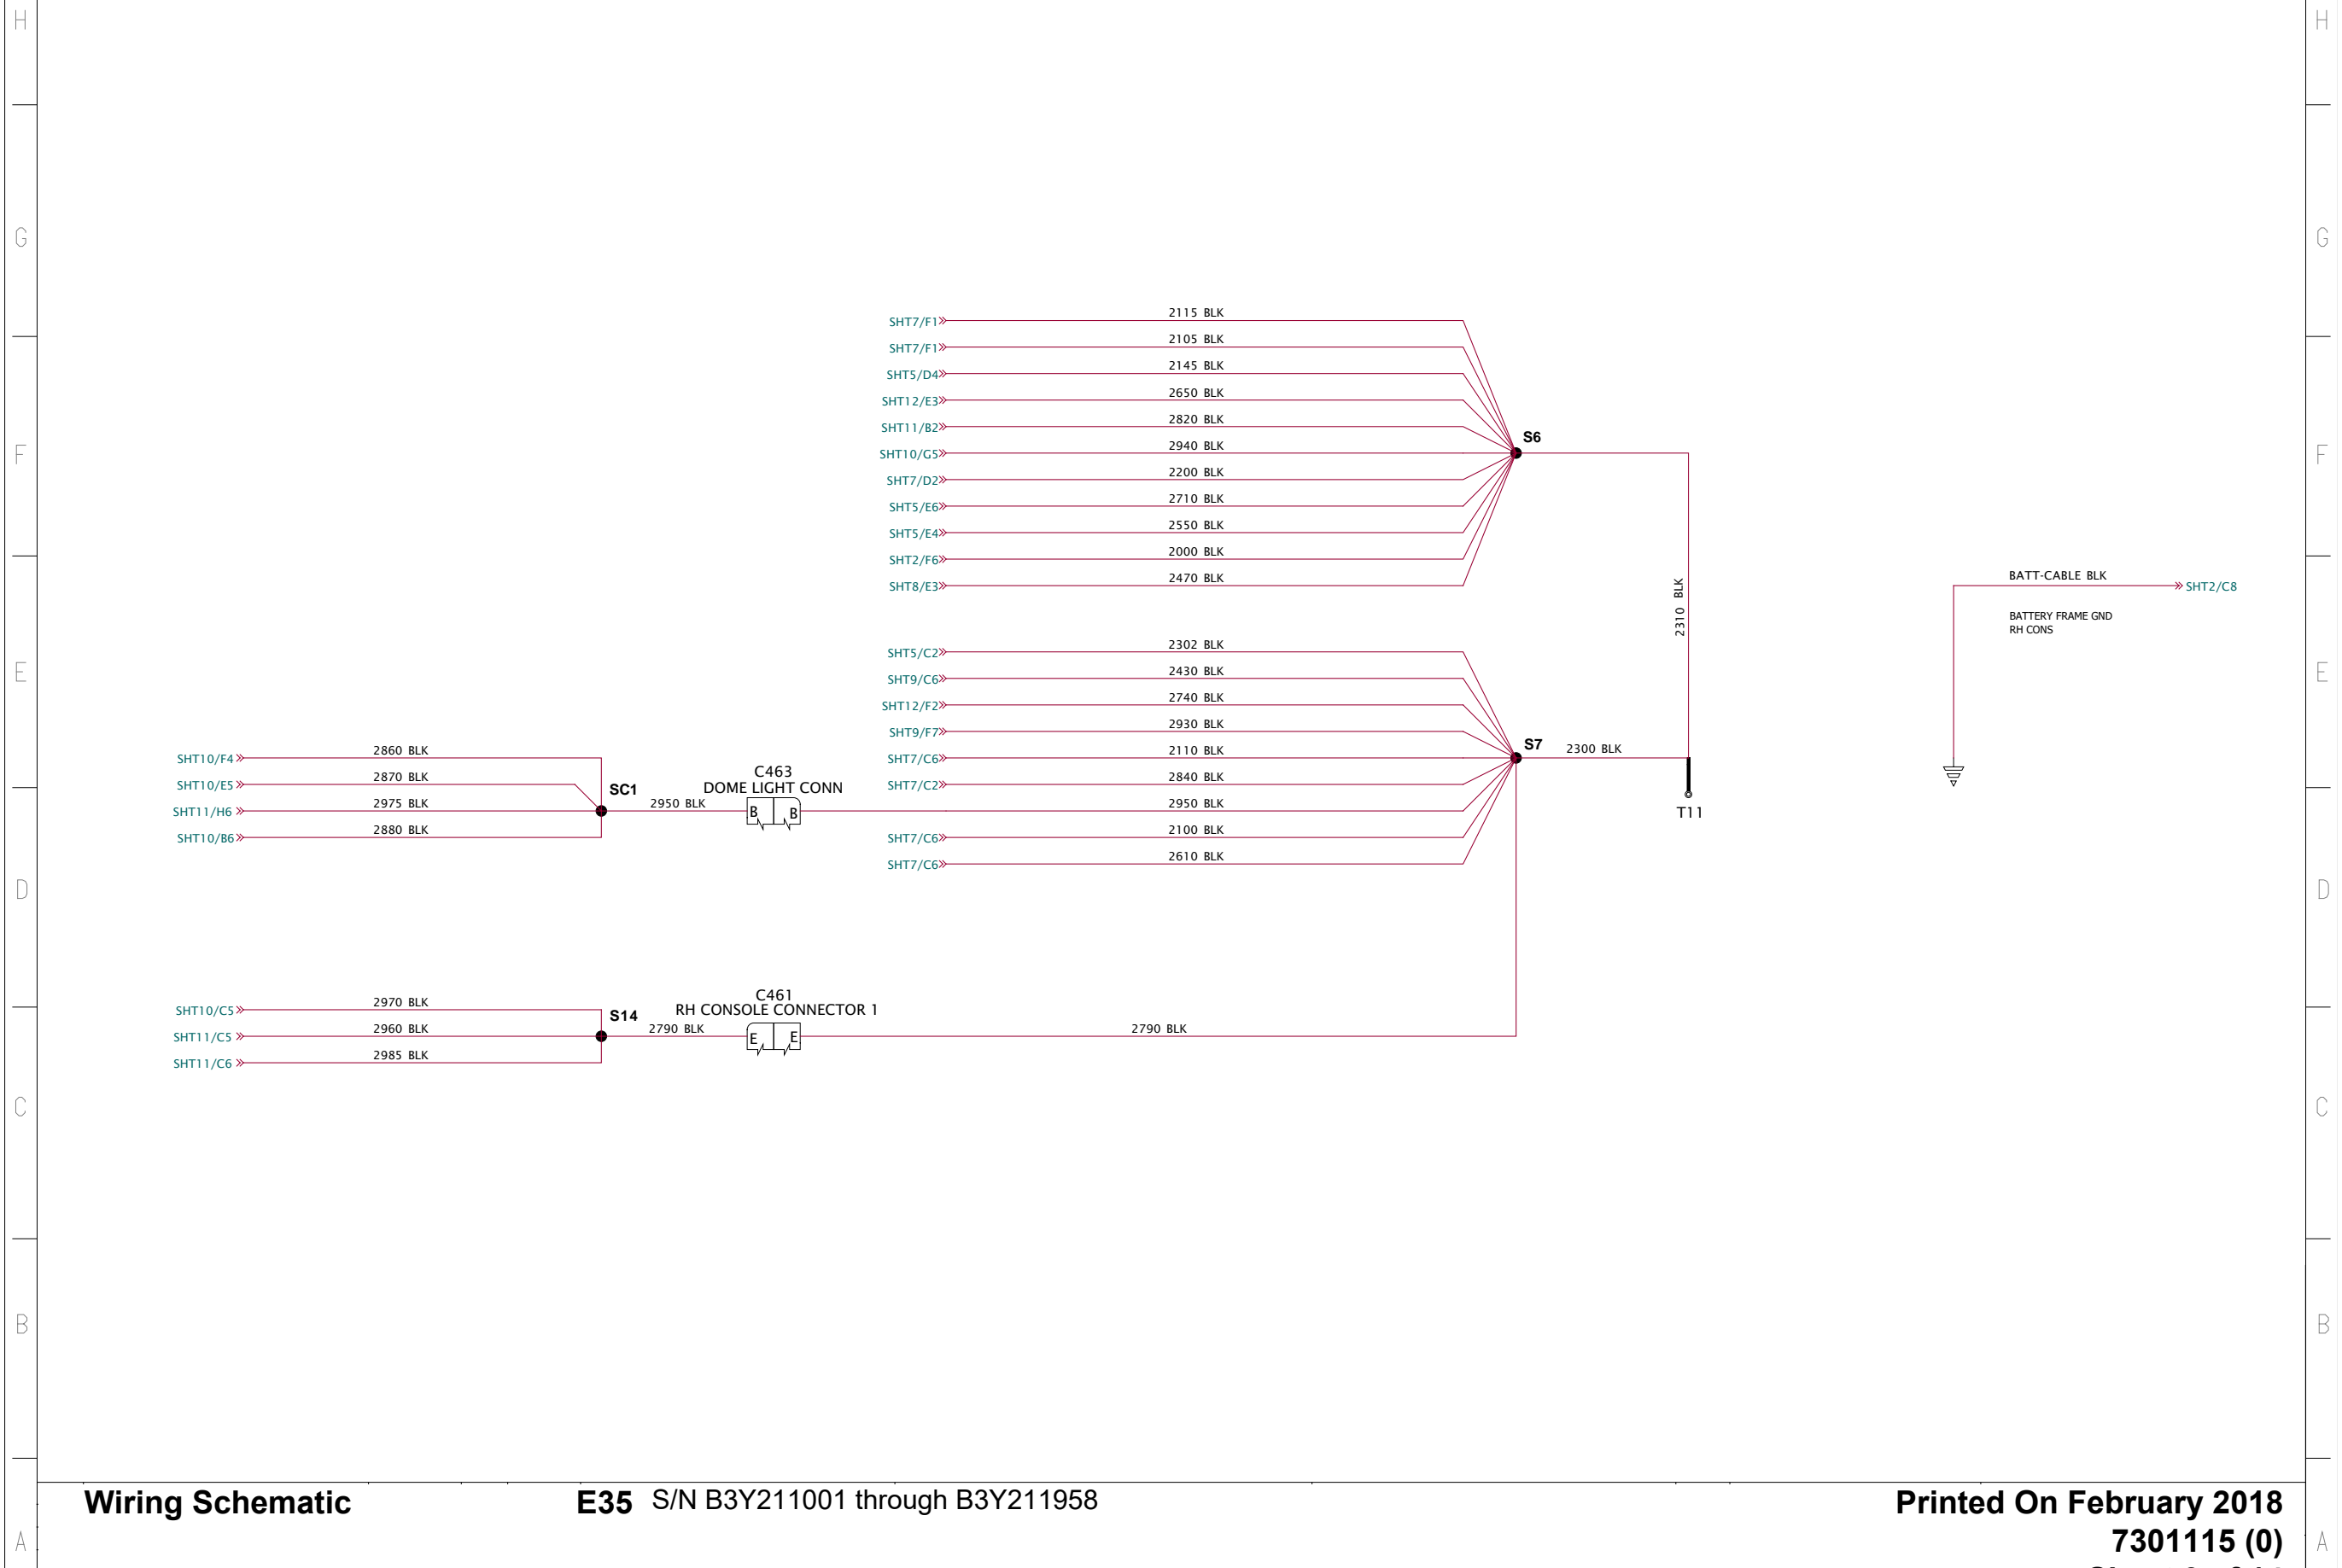 H
H
G
G
SHT7/F1 2115 BLK
SHT7/F1 2105 BLK
SHT5/D4 2145 BLK
SHT12/E3 2650 BLK
SHT11/B2 2820 BLK
S6
F
SHT10/G5 2940 BLK
F
SHT7/D2 2200 BLK
SHT5/E6 2710 BLK
SHT5/E4 2550 BLK
SHT2/F6 2000 BLK
SHT8/E3 2470 BLK
2310 BLK
BATT-CABLE BLK SHT2/C8
BATTERY FRAME GND
RH CONS
SHT5/C2 2302 BLK
E
SHT9/C6 2430 BLK
E
SHT12/F2 2740 BLK
SHT9/F7 2930 BLK
S7
2300 BLK
SHT10/F4 2860 BLK
SHT7/C6 2110 BLK
SHT10/E5 2870 BLK
C463
DOME LIGHT CONN
SHT7/C2 2840 BLK
SC1
SHT11/H6 2975 BLK
2950 BLK
B B
2950 BLK
T11
SHT10/B6 2880 BLK
SHT7/C6 2100 BLK
SHT7/C6 2610 BLK
D
D
C461
RH CONSOLE CONNECTOR 1
SHT10/C5 2970 BLK
S14
SHT11/C5 2960 BLK
2790 BLK
E E
2790 BLK
SHT11/C6 2985 BLK
C
C
B
B
Wiring Schematic E35 S/N B3Y211001 through B3Y211958 Printed On February 2018
A
7301115 (0)
A